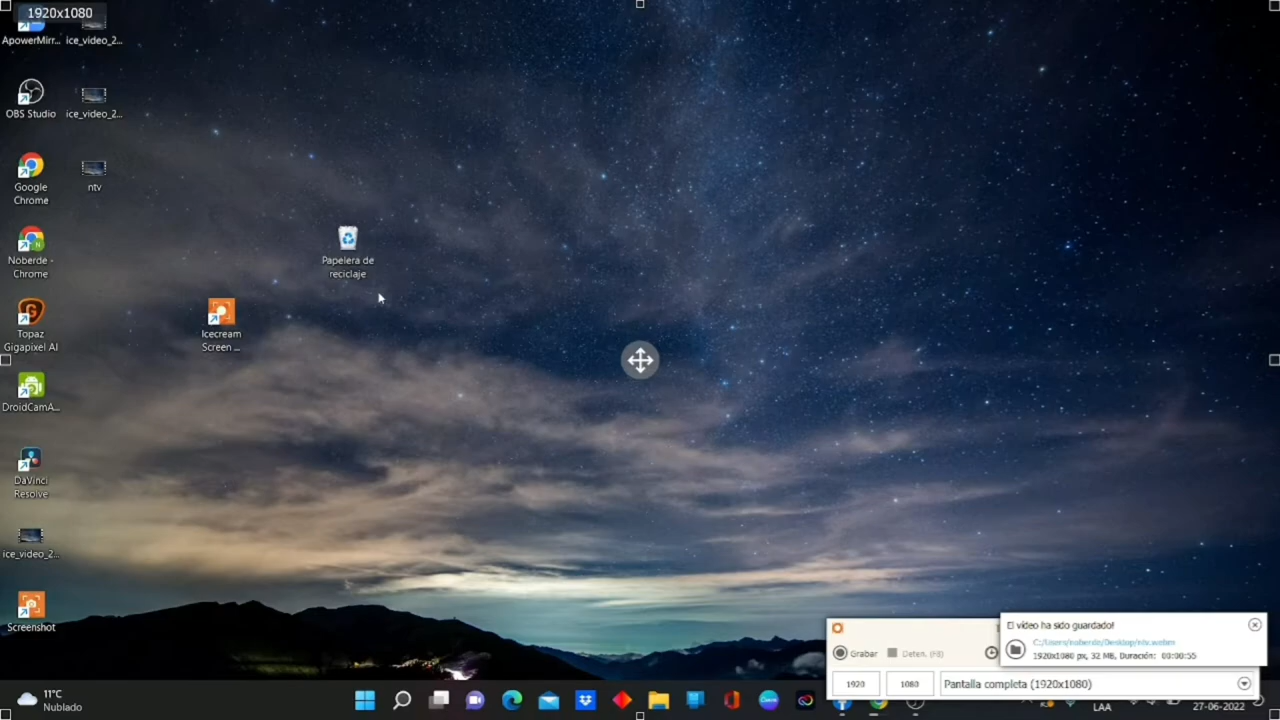 1920x1080
ApowerMirr...
ice_video_2...
OBS Studio
ice_video_2...
Google
Chrome
ntv
Noberde -
Chrome
Papelera de
reciclaje
Topaz
Gigapixel AI
Icecream
Screen ...
DroidCamA...
DaVinci
Resolve
ice_video_2...
Screenshot
El vídeo ha sido guardado!
C:/Users/noberde/Desktop/ntv.webm
1920x1080 px, 32 MB, Duración: 00:00:55
Grabar
Deten. (F8)
1920
1080
Pantalla completa (1920x1080)
11°C
Nublado
LAA
27-06-2022